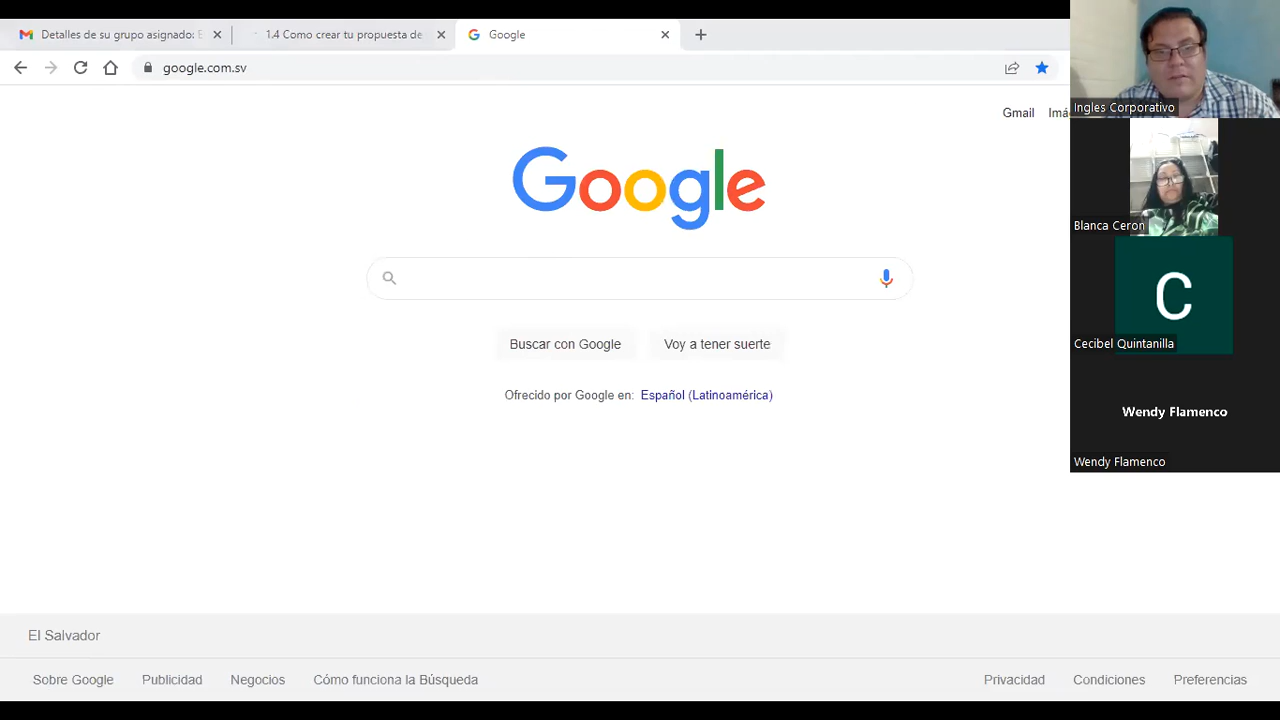 Detalles de su grupo asignado: E
1.4 Como crear tu propuesta de
Google
google.com.sv
Gmail
Imá
Google
Buscar con Google
Voy a tener suerte
Ofrecido por Google en: Español (Latinoamérica)
El Salvador
Sobre Google
Publicidad
Negocios
Cómo funciona la Búsqueda
Privacidad
Condiciones
Preferencias
Ingles Corporativo
Blanca Ceron
C
Cecibel Quintanilla
Wendy Flamenco
Wendy Flamenco